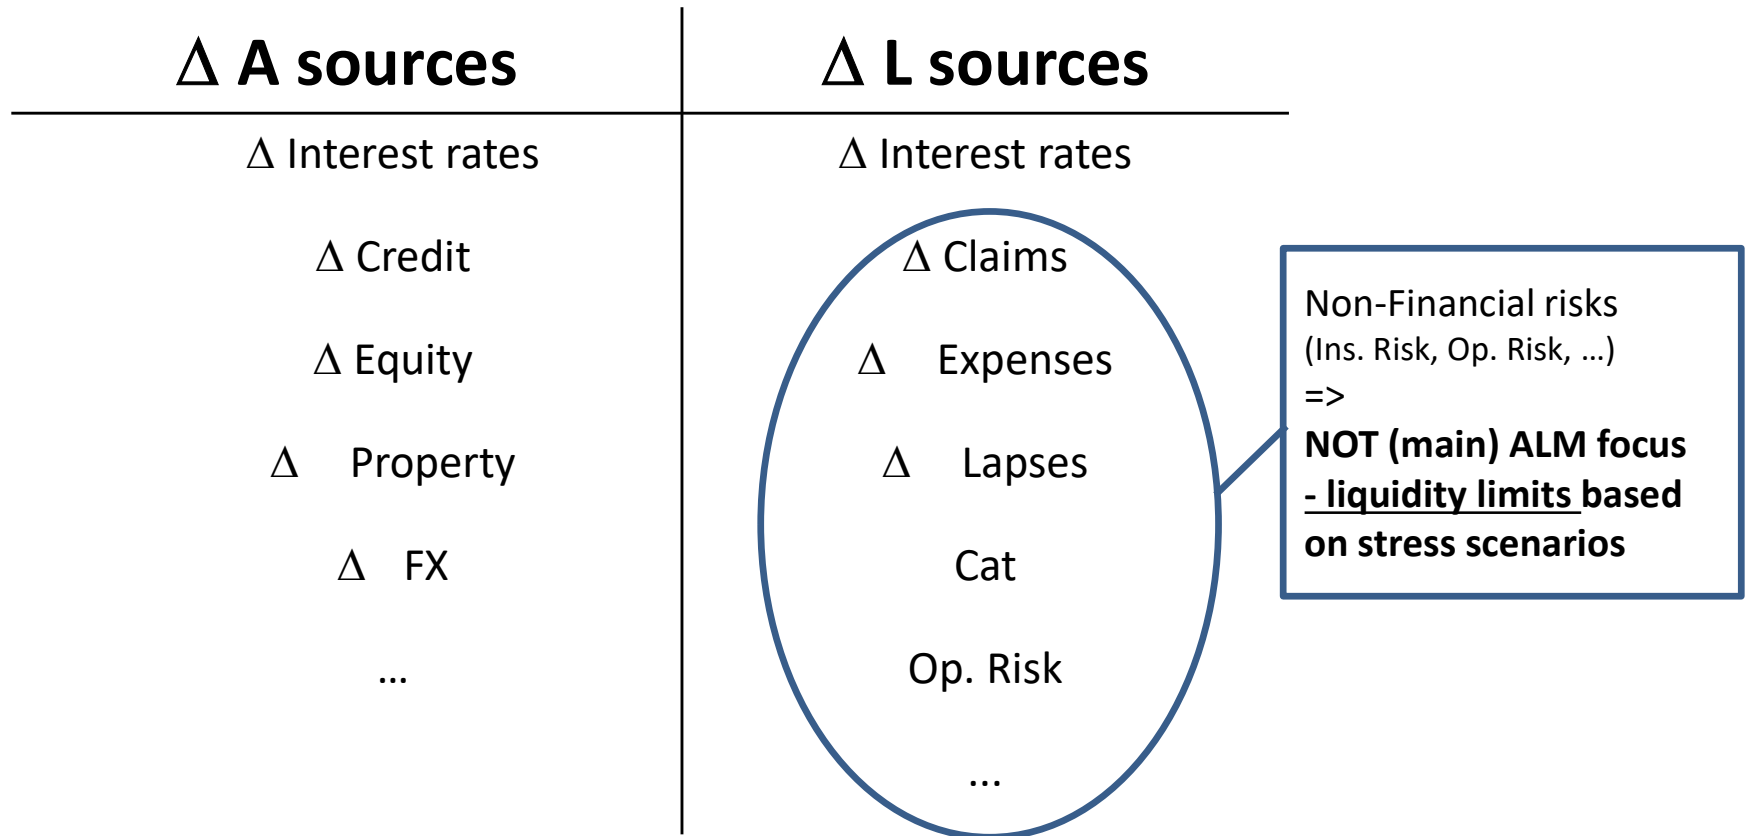 Δ A sources
Δ L sources
Δ Interest rates
Δ Interest rates
Δ Credit
Δ Claims
Δ Equity
Δ Expenses
Δ Property
Δ Lapses
Δ FX
Cat
...
Op. Risk
...
Non-Financial risks
(Ins. Risk, Op. Risk, ...)
=>
NOT (main) ALM focus
- liquidity limits based
on stress scenarios